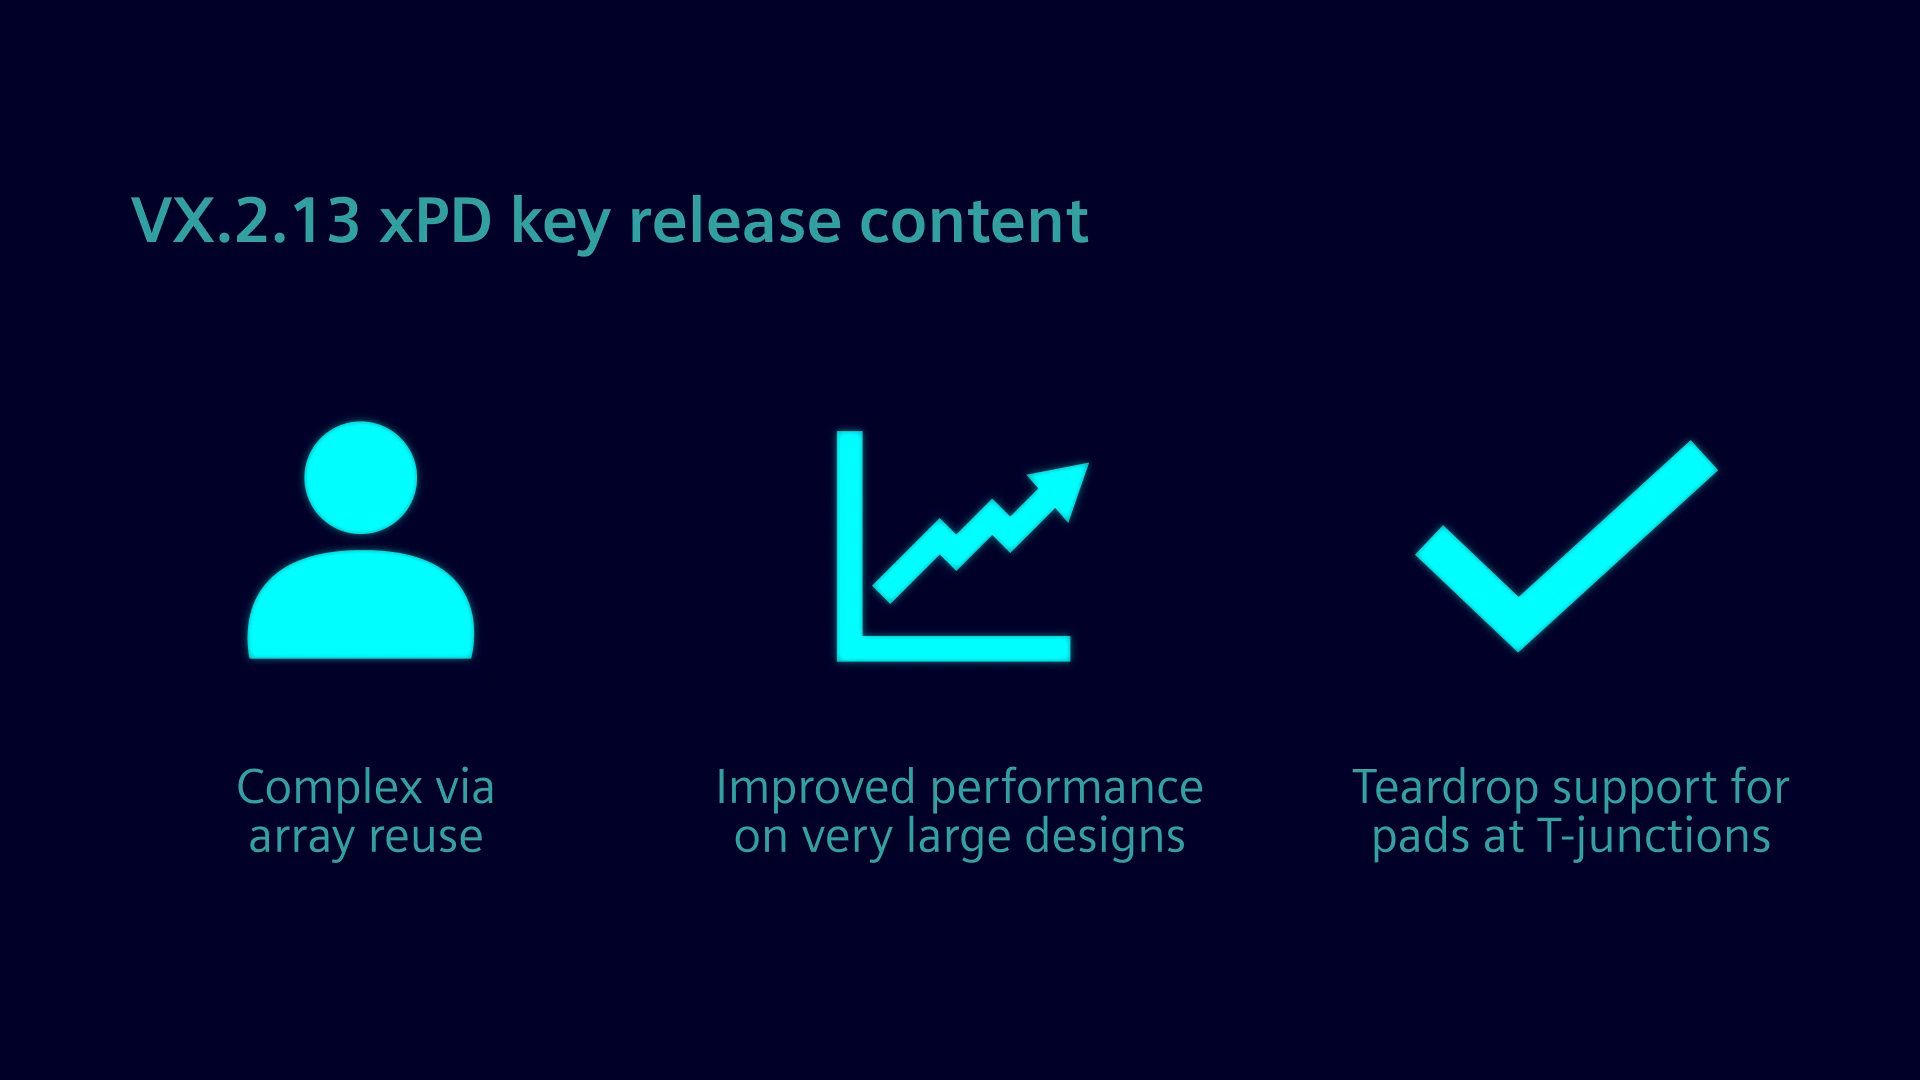 VX.2.13 xPD key release content
Complex via
array reuse
Improved performance
on very large designs
Teardrop support for
pads at T-junctions